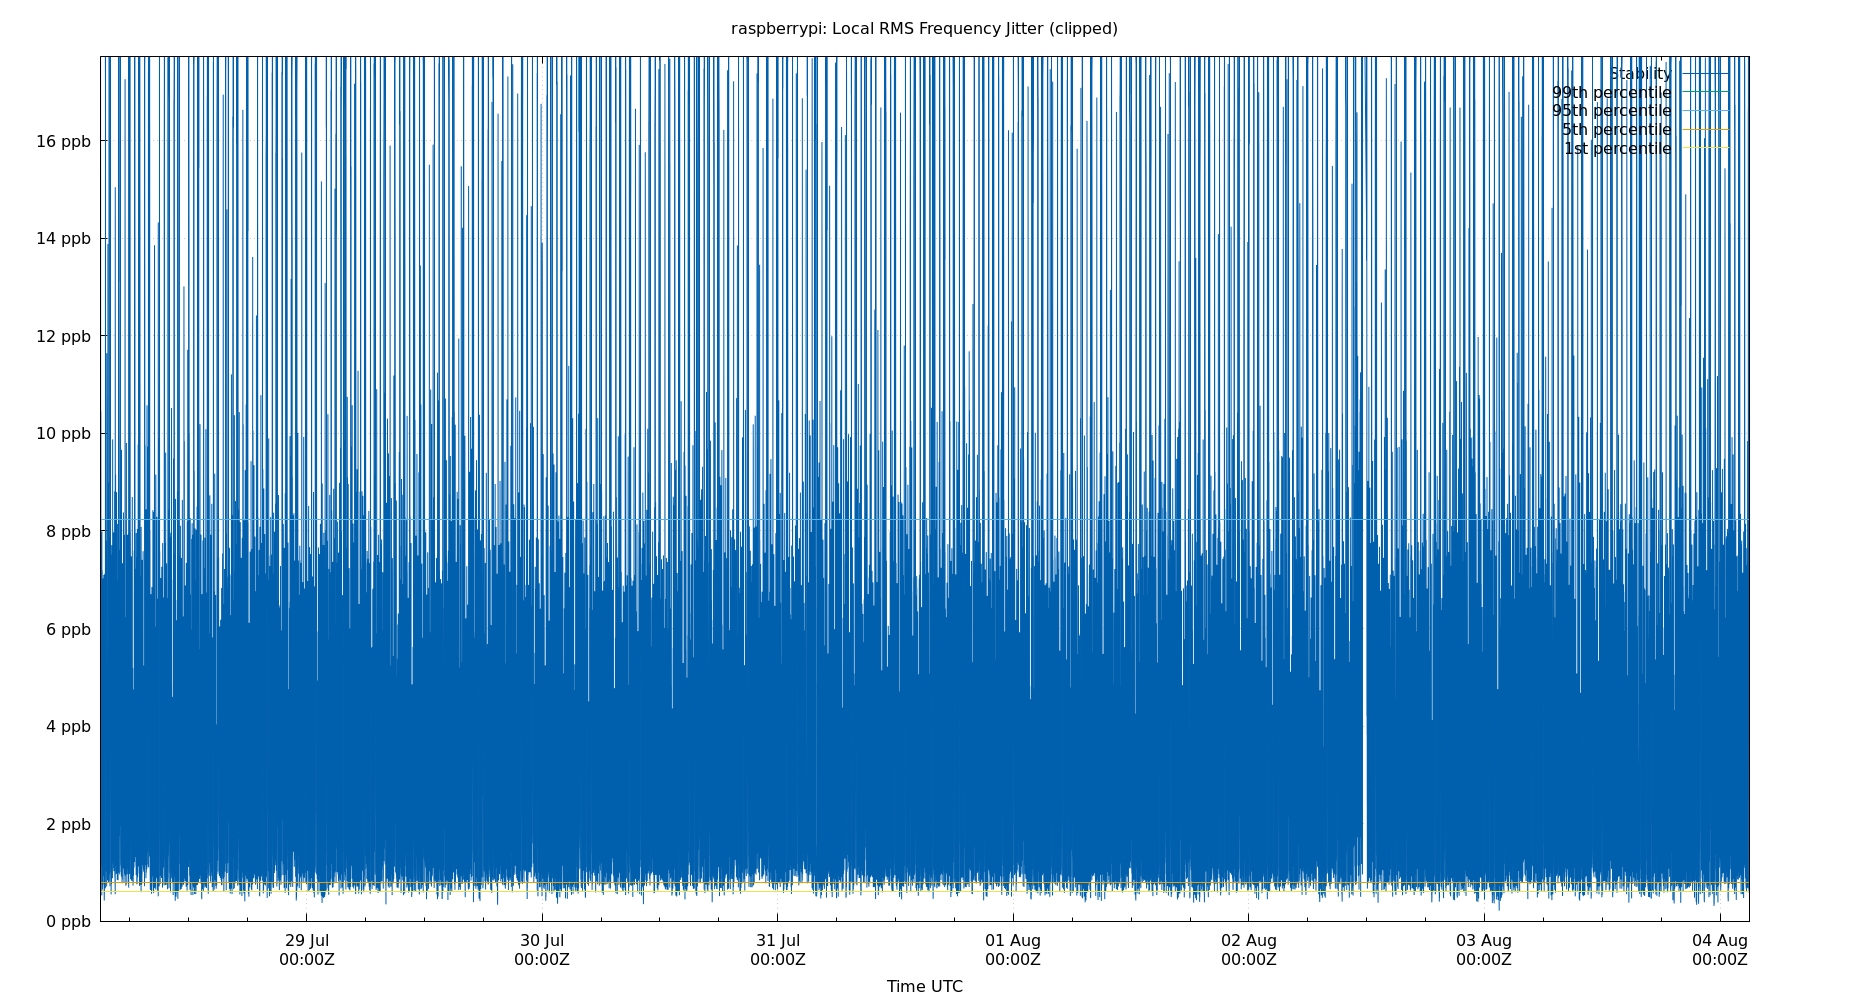 raspberrypi: Local RMS Frequency Jitter (clipped)
Stability
99th percentile
95th percentile
5th percentile
1st percentile
16 ppb
14 ppb
12 ppb
10 ppb
8 ppb
6 ppb
4 ppb
2 ppb
0 ppb
29 Jul 30 Jul 31 Jul 01 Aug 02 Aug 03 Aug 04 Aug
00:00Z 00:00Z 00:00Z 00:00Z 00:00Z 00:00Z 00:00Z
Time UTC